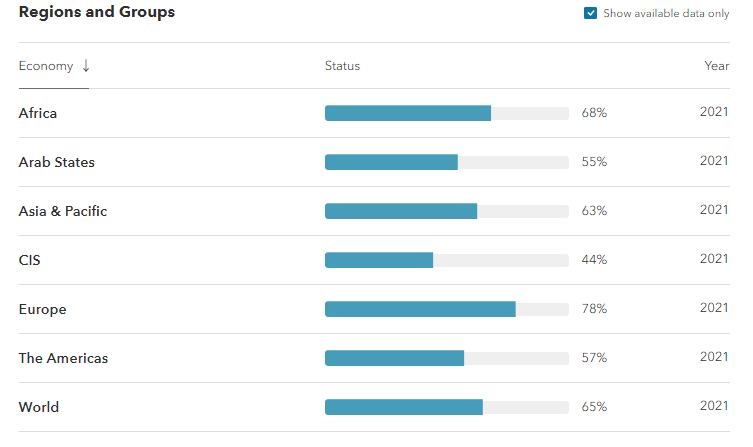 Regions and Groups
Show available data only
Economy ↓ Status Year
Africa 68% 2021
Arab States 55% 2021
Asia & Pacific 63% 2021
CIS 44% 2021
Europe 78% 2021
The Americas 57% 2021
World 65% 2021